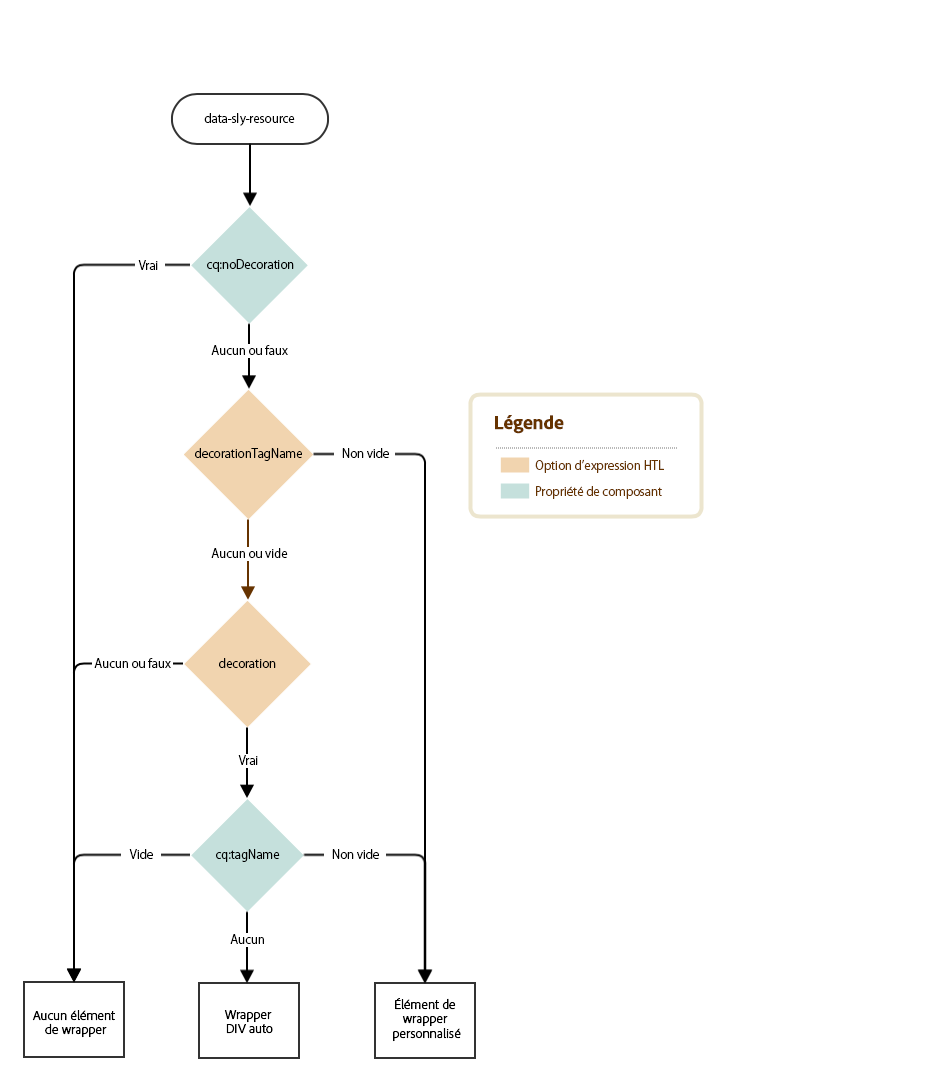 data-sly-resource
cq:noDecoration
Vrai
Aucun ou faux
decorationTagName
Non vide
Légende
Option d’expression HTL
Propriété de composant
Aucun ou vide
decoration
Aucun ou faux
Vrai
cq:tagName
Vide
Non vide
Aucun
Aucun élément
de wrapper
Wrapper
DIV auto
Élément de
wrapper
personnalisé